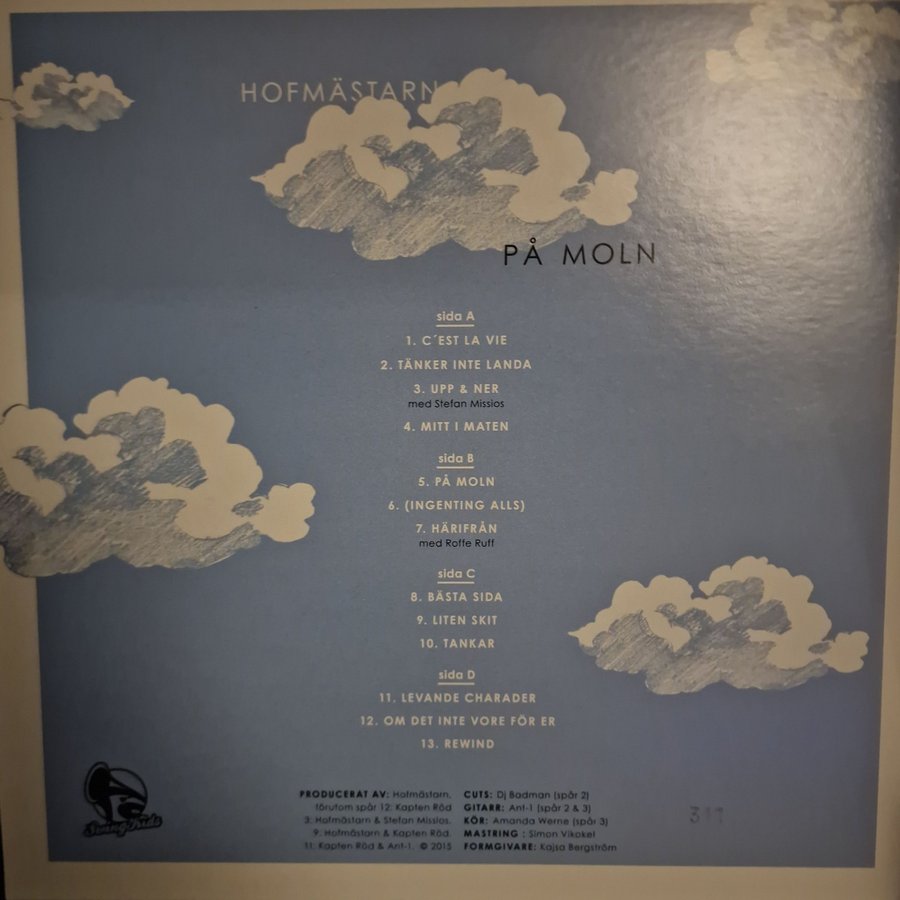 HOFMÄSTARN
PÅ MOLN
sida A
1. C´EST LA VIE
2. TÄNKER INTE LANDA
3. UPP & NER
med Stefan Missios
4. MITT I MATEN
sida B
5. PÅ MOLN
6. (INGENTING ALLS)
7. HÄRIFRÅN
med Roffe Ruff
sida C
8. BÄSTA SIDA
9. LITEN SKIT
10. TANKAR
sida D
11. LEVANDE CHARADER
12. OM DET INTE VORE FÖR ER
13. REWIND
PRODUCERAT AV: Hofmästarn,
förutom spår 12: Kapten Röd
3: Hofmästarn & Stefan Missios.
9: Hofmästarn & Kapten Röd.
11: Kapten Röd & Ant-1. © 2015
CUTS: Dj Badman (spår 2)
GITARR: Ant-1 (spår 2 & 3)
KÖR: Amanda Werne (spår 3)
MASTRING : Simon Vikokel
FORMGIVARE: Kajsa Bergström
SwingKids